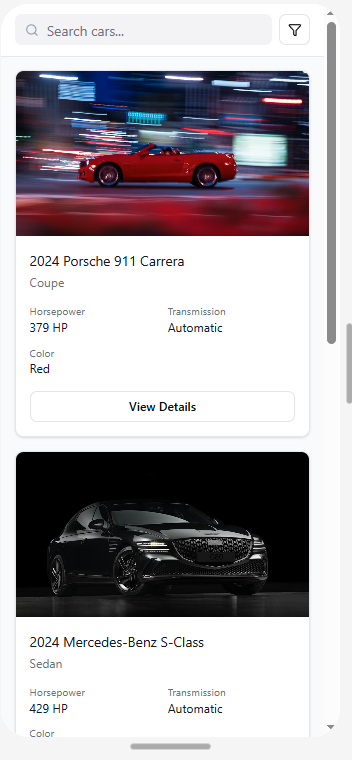 Search cars...
2024 Porsche 911 Carrera
Coupe
Horsepower Transmission
379 HP Automatic
Color
Red
View Details
2024 Mercedes-Benz S-Class
Sedan
Horsepower Transmission
429 HP Automatic
Color